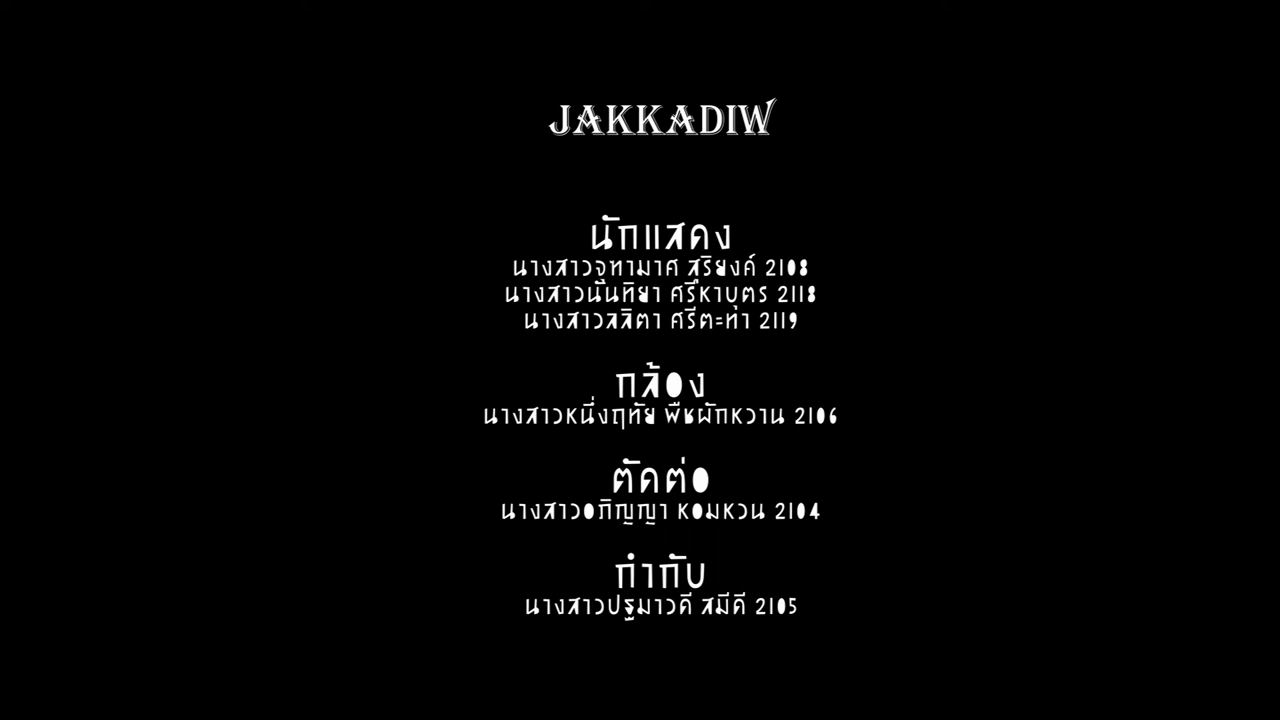 JAKKADIW
นักแสดง
นางสาวจุฑามาศ สุริยงค์ 2108
นางสาวนันทิยา ศรีหาบุตร 2118
นางสาวลลิตา ศรีตะทา 2119
กล้อง
นางสาวหนึ่งฤทัย พืชผักหวาน 2106
ตัดต่อ
นางสาวอภิญญา คอมควน 2104
กำกับ
นางสาวปฐมาวดี สมีดี 2105